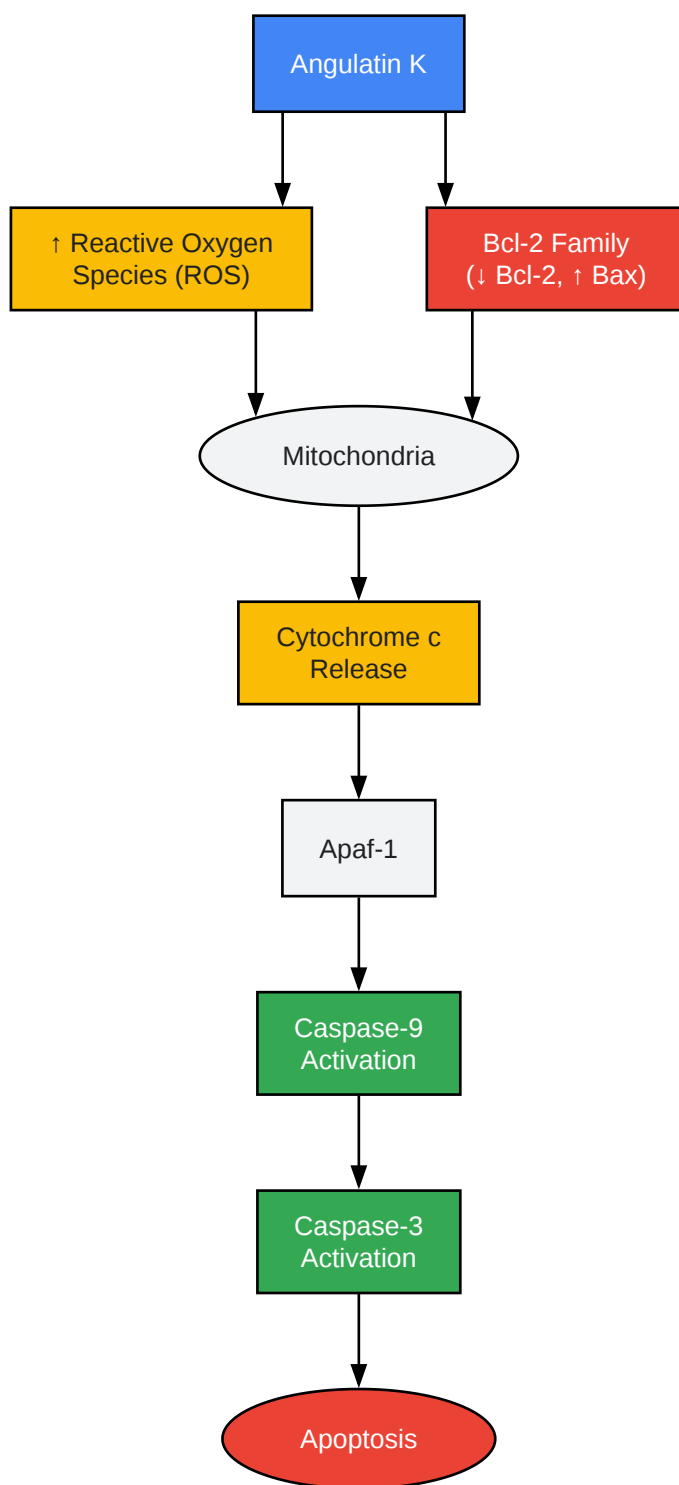 Angulatin K
↑ Reactive Oxygen
Species (ROS)
Bcl-2 Family
(↓ Bcl-2, ↑ Bax)
Mitochondria
Cytochrome c
Release
Apaf-1
Caspase-9
Activation
Caspase-3
Activation
Apoptosis